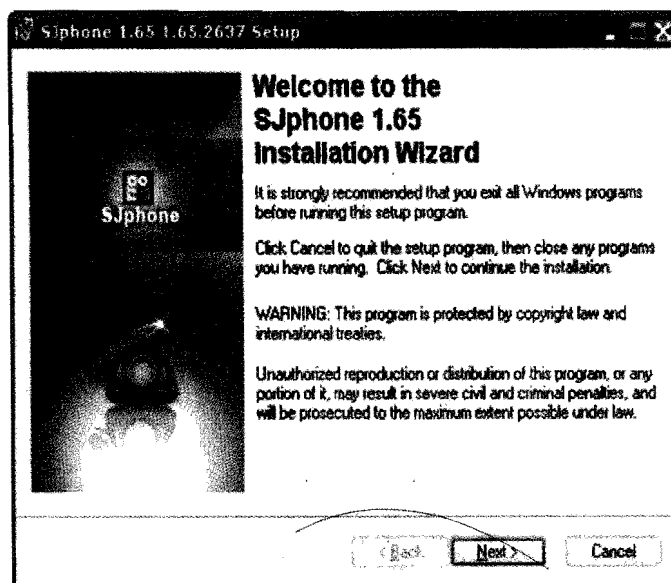 SJphone 1.65 1.65.2637 Setup
Welcome to the
SJphone 1.65
Installation Wizard
It is strongly recommended that you exit all Windows programs
before running this setup program.
Click Cancel to quit the setup program, then close any programs
you have running. Click Next to continue the installation.
WARNING: This program is protected by copyright law and
international treaties.
Unauthorized reproduction or distribution of this program, or any
portion of it, may result in severe civil and criminal penalties, and
will be prosecuted to the maximum extent possible under law.
SJphone
< Back
Next >
Cancel